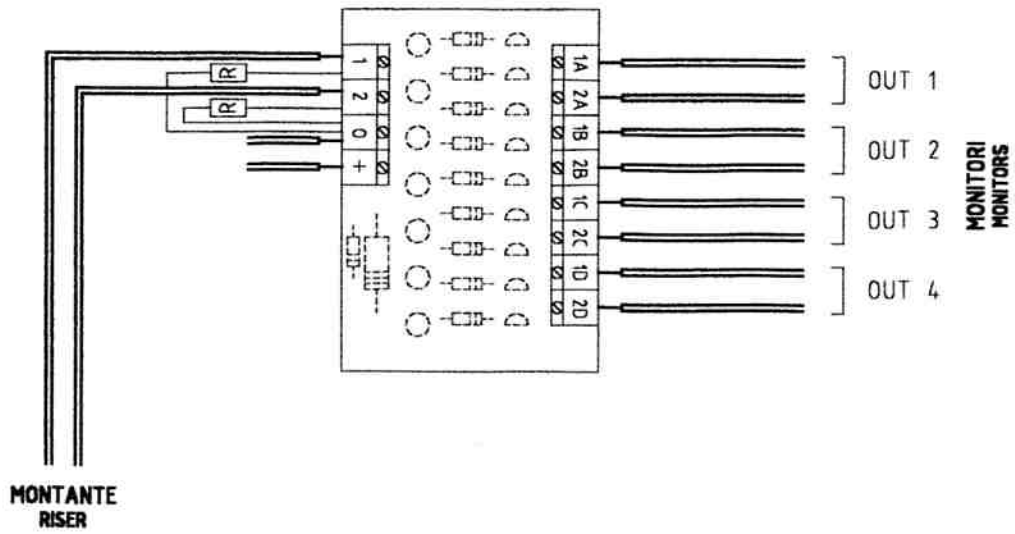 1
R
2
R
0
+
1A
2A
1B
2B
1C
2C
1D
2D
OUT 1
OUT 2
OUT 3
OUT 4
MONITORI
MONITORS
MONTANTE
RISER